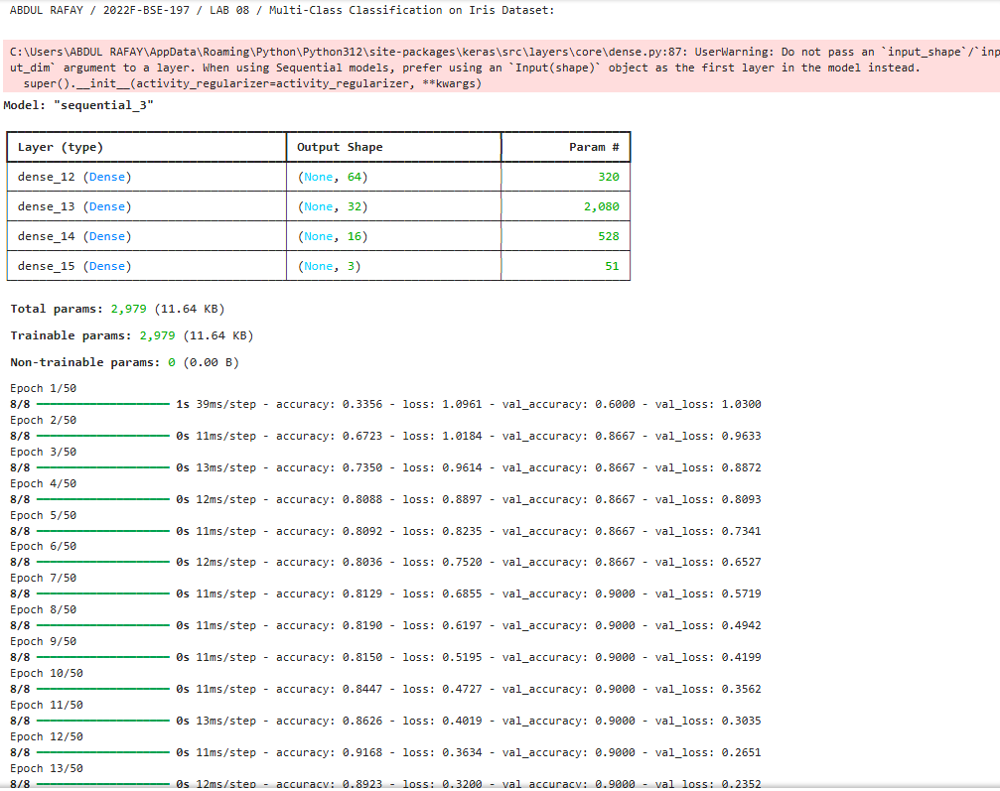 ABDUL RAFAY / 2022F-BSE-197 / LAB 08 / Multi-Class Classification on Iris Dataset:
C:\Users\ABDUL RAFAY\AppData\Roaming\Python\Python312\site-packages\keras\src\layers\core\dense.py:87: UserWarning: Do not pass an `input_shape`/`inp
ut_dim` argument to a layer. When using Sequential models, prefer using an `Input(shape)` object as the first layer in the model instead.
super().__init__(activity_regularizer=activity_regularizer, **kwargs)
Model: "sequential_3"
Layer (type) Output Shape Param #
dense_12 (Dense) (None, 64) 320
dense_13 (Dense) (None, 32) 2,080
dense_14 (Dense) (None, 16) 528
dense_15 (Dense) (None, 3) 51
Total params: 2,979 (11.64 KB)
Trainable params: 2,979 (11.64 KB)
Non-trainable params: 0 (0.00 B)
Epoch 1/50
8/8 1s 39ms/step - accuracy: 0.3356 - loss: 1.0961 - val_accuracy: 0.6000 - val_loss: 1.0300
Epoch 2/50
8/8 0s 11ms/step - accuracy: 0.6723 - loss: 1.0184 - val_accuracy: 0.8667 - val_loss: 0.9633
Epoch 3/50
8/8 0s 13ms/step - accuracy: 0.7350 - loss: 0.9614 - val_accuracy: 0.8667 - val_loss: 0.8872
Epoch 4/50
8/8 0s 12ms/step - accuracy: 0.8088 - loss: 0.8897 - val_accuracy: 0.8667 - val_loss: 0.8093
Epoch 5/50
8/8 0s 11ms/step - accuracy: 0.8092 - loss: 0.8235 - val_accuracy: 0.8667 - val_loss: 0.7341
Epoch 6/50
8/8 0s 12ms/step - accuracy: 0.8036 - loss: 0.7520 - val_accuracy: 0.8667 - val_loss: 0.6527
Epoch 7/50
8/8 0s 11ms/step - accuracy: 0.8129 - loss: 0.6855 - val_accuracy: 0.9000 - val_loss: 0.5719
Epoch 8/50
8/8 0s 11ms/step - accuracy: 0.8190 - loss: 0.6197 - val_accuracy: 0.9000 - val_loss: 0.4942
Epoch 9/50
8/8 0s 11ms/step - accuracy: 0.8150 - loss: 0.5195 - val_accuracy: 0.9000 - val_loss: 0.4199
Epoch 10/50
8/8 0s 11ms/step - accuracy: 0.8447 - loss: 0.4727 - val_accuracy: 0.9000 - val_loss: 0.3562
Epoch 11/50
8/8 0s 13ms/step - accuracy: 0.8626 - loss: 0.4019 - val_accuracy: 0.9000 - val_loss: 0.3035
Epoch 12/50
8/8 0s 11ms/step - accuracy: 0.9168 - loss: 0.3634 - val_accuracy: 0.9000 - val_loss: 0.2651
Epoch 13/50
8/8 0s 12ms/step - accuracy: 0.8923 - loss: 0.3200 - val_accuracy: 0.9000 - val_loss: 0.2352